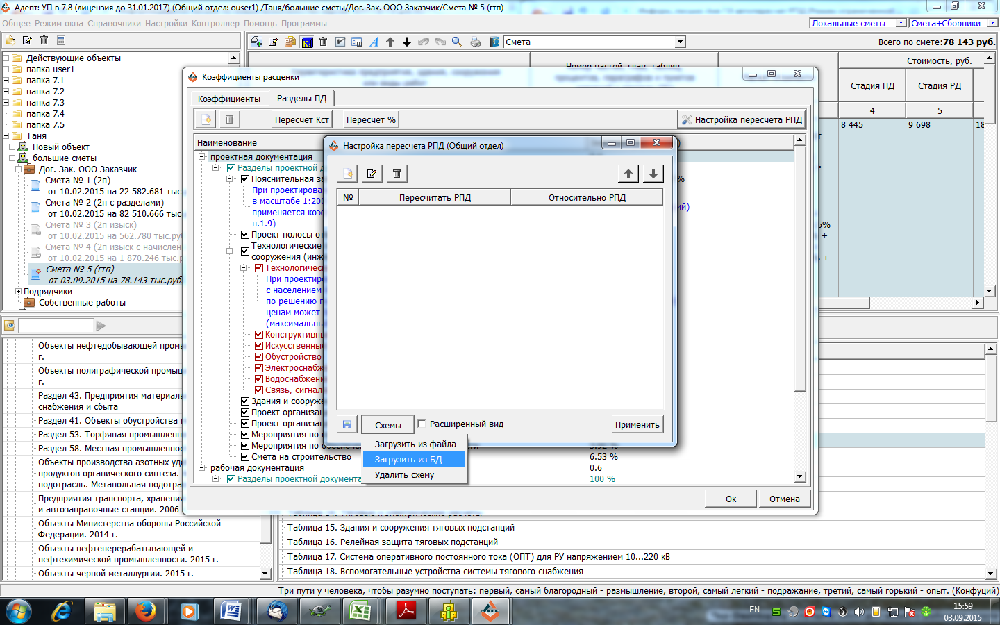 Адепт: УП в 7.8 (лицензия до 31.01.2017) (Общий отдел: ouser1) /Таня/большие сметы/Дог. Зак. ООО Заказчик/Смета № 5 (гтп)
Общее Режим окна Справочники Настройки Контроллер Помощь Программы
Локальные сметы
Смета+Сборники
Смета
Всего по смете:78 143 руб.
Действующие объекты
папка user1
папка 7.1
папка 7.2
папка 7.3
папка 7.4
папка 7.5
Таня
Новый объект
большие сметы
Дог. Зак. ООО Заказчик
Смета № 1 (2п)
от 10.02.2015 на 22 582.681 тыс.
Смета № 2 (2п с разделами)
от 10.02.2015 на 82 510.666 тыс.
Смета № 3 (2п изыск)
от 10.02.2015 на 562.780 тыс.ру
Смета № 4 (2п изыск с начислен
от 10.02.2015 на 1 870.246 тыс.
Смета № 5 (гтп)
от 03.09.2015 на 78.143 тыс.руб.
Подрядчики
Собственные работы
Стоимость, руб.
Стадия ПД
Стадия РД
4
5
8 445
9 698
18
Коэффициенты расценки
Коэффициенты
Разделы ПД
Пересчет Кст
Пересчет %
Настройка пересчета РПД
Наименование
проектная документация
Разделы проектной д
Пояснительная за
При проектирова
в масштабе 1:200
применяется коэф
п.1.9)
Проект полосы от
Технологические
сооружения (инж
Технологичес
При проектиро
с населением
по решению г
ценам может
(максимальны
Конструктивны
Искусственные
Обустройство
Электроснабж
Водоснабжени
Связь, сигнал
Здания и сооруже
Проект организац
Проект организац
Мероприятия по о
Мероприятия по обеспече
Смета на строительство
6.53 %
рабочая документация
0.6
Разделы проектной документа
100 %
Ок
Отмена
Настройка пересчета РПД (Общий отдел)
№
Пересчитать РПД
Относительно РПД
Схемы
Расширенный вид
Применить
Загрузить из файла
Загрузить из БД
Удалить схему
Объекты нефтедобывающей промы
г.
Объекты полиграфической промыш
г.
Раздел 43. Предприятия материаль
снабжения и сбыта
Раздел 41. Объекты обустройства
Раздел 53. Торфяная промышленн
Раздел 58. Местная промышленнос
Объекты производства азотных удо
продуктов органического синтеза.
подотрасль. Метанольная подотра
Предприятия транспорта, хранения
и автозаправочные станции. 2006
Объекты Министерства обороны Российской
Федерации. 2014 г.
Объекты нефтеперерабатывающей и
нефтехимической промышленности. 2015 г.
Объекты черной металлургии. 2015 г.
Таблица 15. Здания и сооружения тяговых подстанций
Таблица 16. Релейная защита тяговых подстанций
Таблица 17. Система оперативного постоянного тока (ОПТ) для РУ напряжением 10...220 кВ
Таблица 18. Вспомогательные устройства системы тягового снабжения
Три пути у человека, чтобы разумно поступать: первый, самый благородный - размышление, второй, самый легкий - подражание, третий, самый горький - опыт. (Конфуций)
EN
15:59
03.09.2015